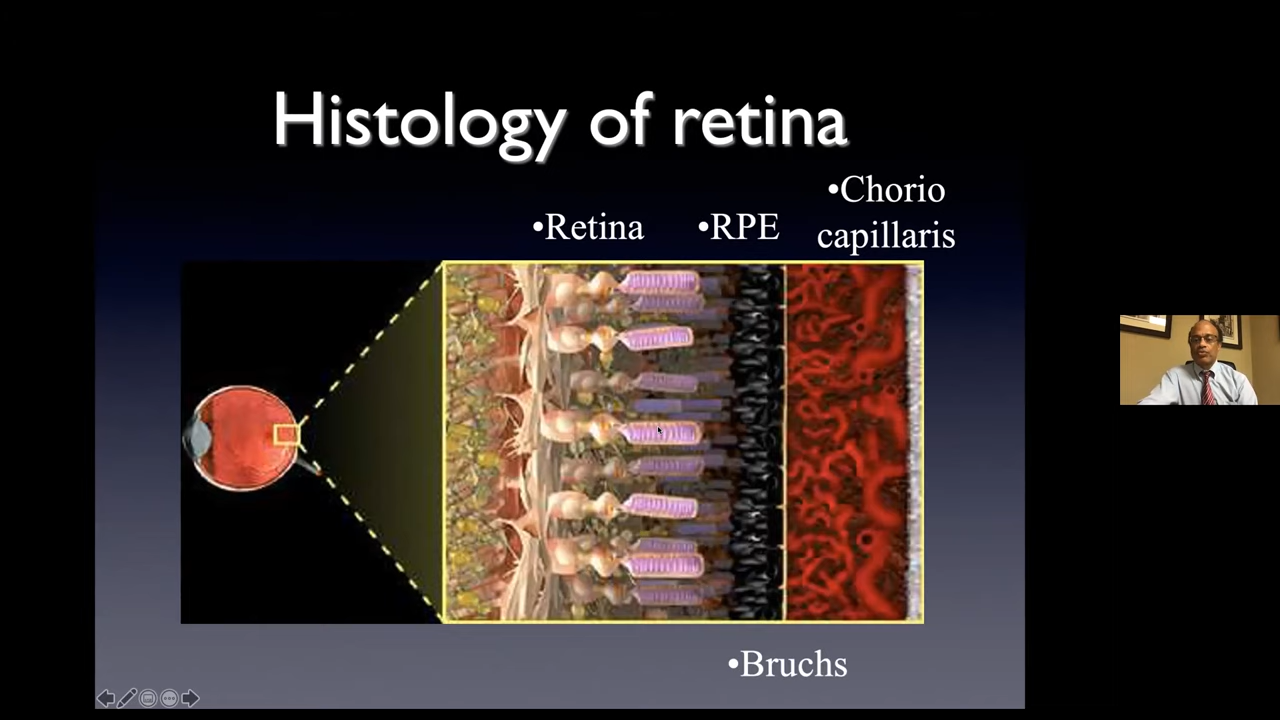 Histology of retina
•Retina
•RPE
•Chorio
capillaris
•Bruchs